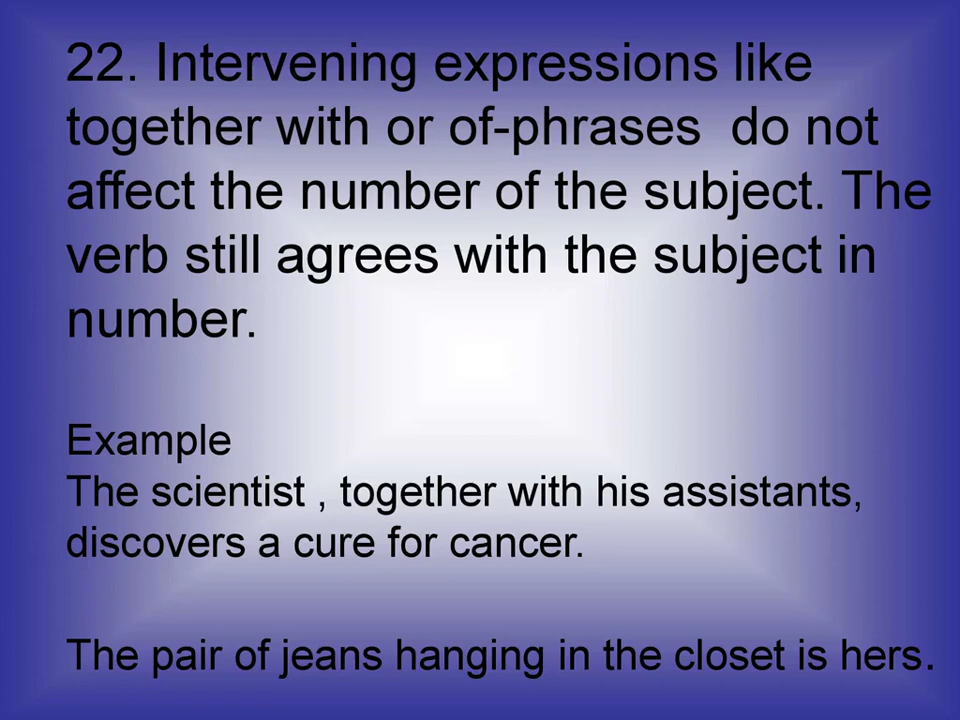 22. Intervening expressions like
together with or of-phrases  do not
affect the number of the subject. The
verb still agrees with the subject in
number.
Example
The scientist , together with his assistants,
discovers a cure for cancer.
The pair of jeans hanging in the closet is hers.